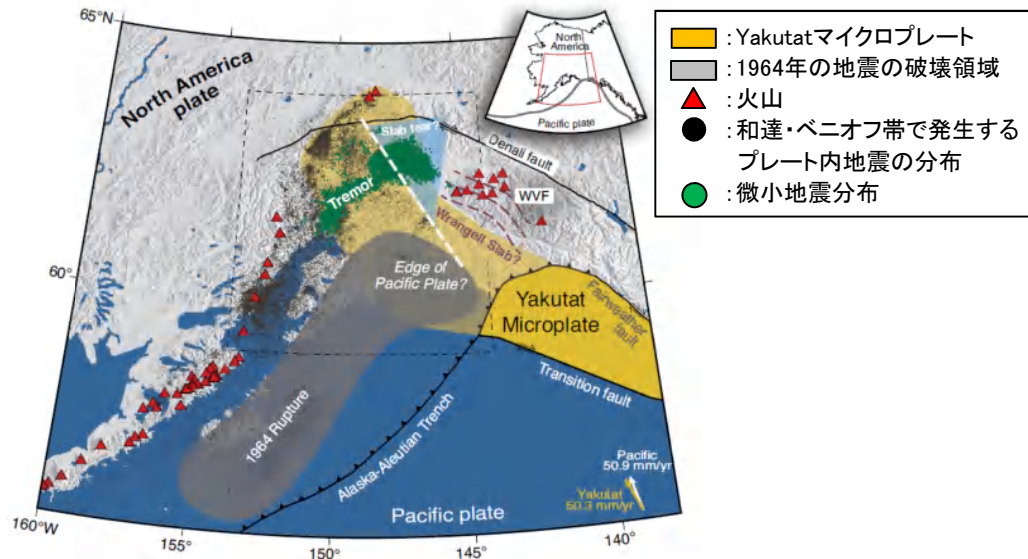 65°N
North America
plate
North
America
Pacific plate
Slab tear?
Denali fault
Tremor
WVF
Wrangell Slab?
60°
Edge of
Pacific Plate?
Yakutat
Microplate
Fairweather
fault
Transition fault
1964 Rupture
Alaska-Aleutian Trench
Pacific
50.9 mm/yr
Yakutat
50.3 mm/yr
Pacific plate
160°W
155°
150°
145°
140°
:Yakutatマイクロプレート
:1964年の地震の破壊領域
:火山
:和達・ベニオフ帯で発生する
プレート内地震の分布
:微小地震分布